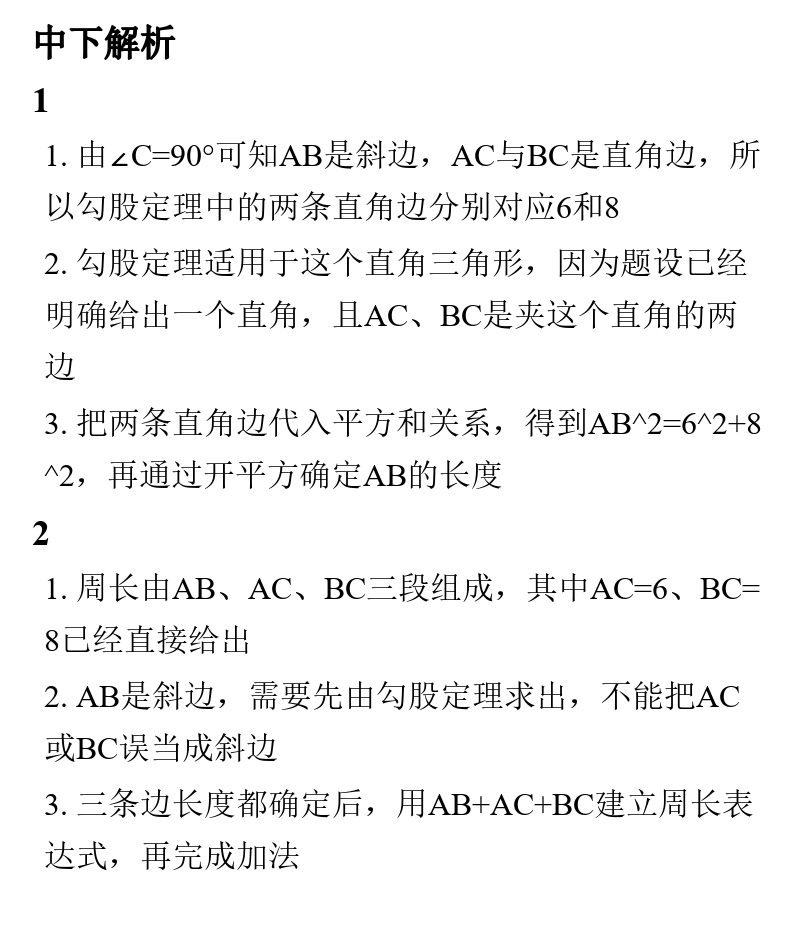 中下解析
1
1. 由∠C=90°可知AB是斜边，AC与BC是直角边，所
以勾股定理中的两条直角边分别对应6和8
2. 勾股定理适用于这个直角三角形，因为题设已经
明确给出一个直角，且AC、BC是夹这个直角的两
边
3. 把两条直角边代入平方和关系，得到AB^2=6^2+8
^2，再通过开平方确定AB的长度
2
1. 周长由AB、AC、BC三段组成，其中AC=6、BC=
8已经直接给出
2. AB是斜边，需要先由勾股定理求出，不能把AC
或BC误当成斜边
3. 三条边长度都确定后，用AB+AC+BC建立周长表
达式，再完成加法